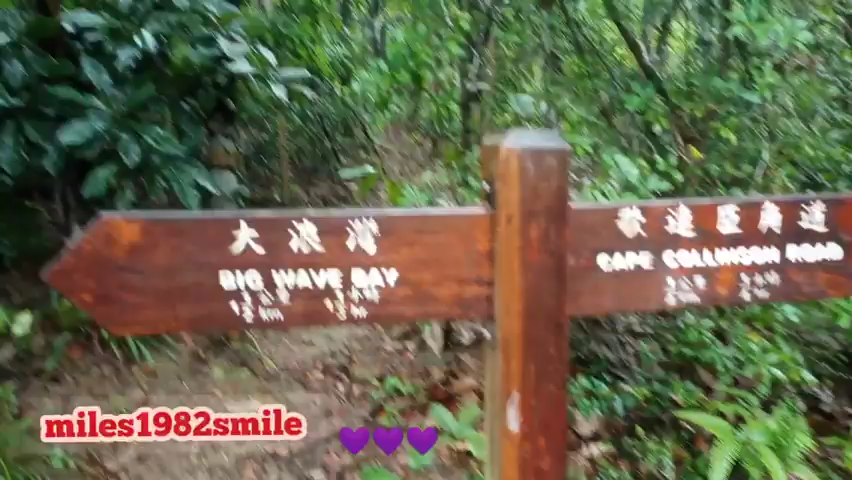 大浪灣
BIG WAVE BAY
歌連臣角道
CAPE COLLINSON ROAD
miles1982smile